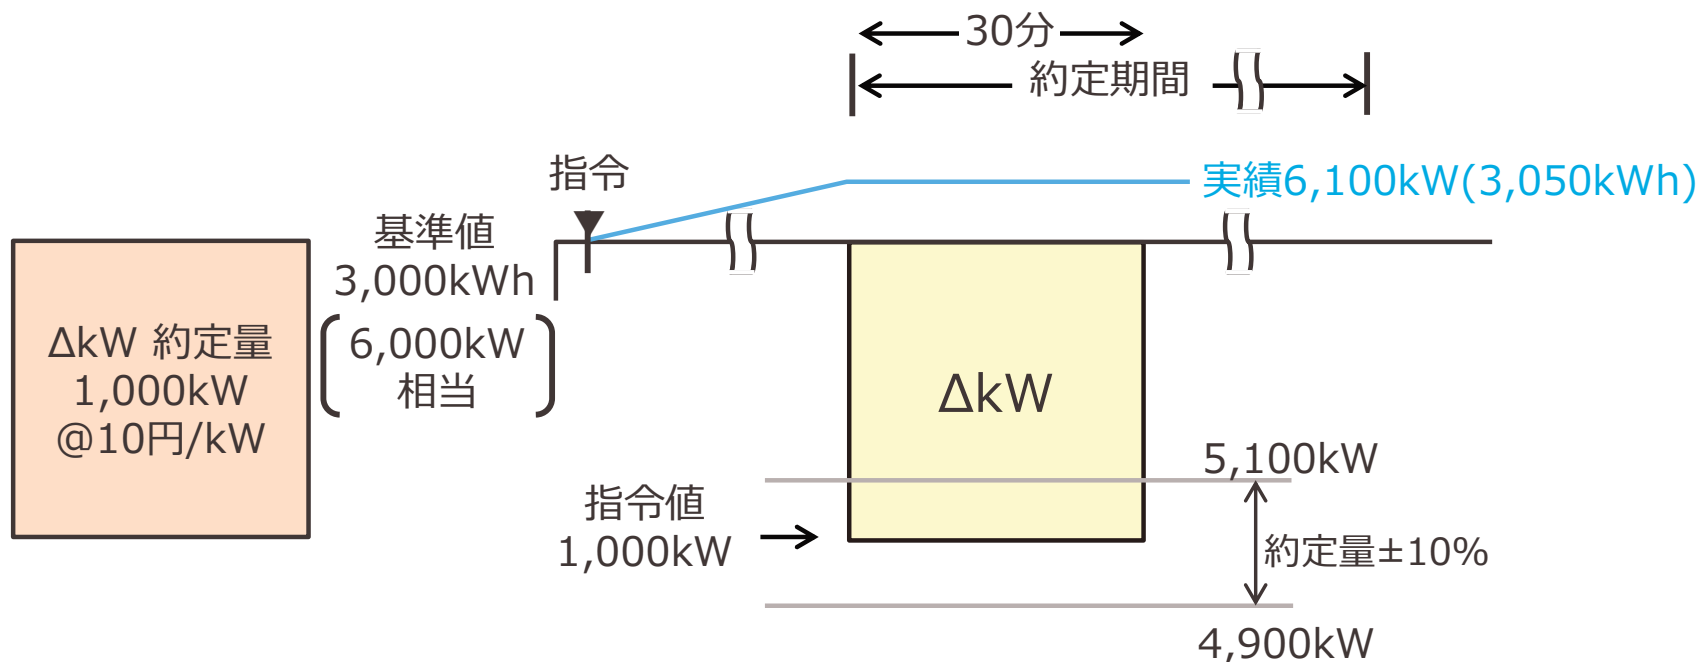 30分
約定期間
指令
実績6,100kW(3,050kWh)
基準値
3,000kWh
6,000kW
相当
ΔkW 約定量
1,000kW
@10円/kW
ΔkW
5,100kW
指令値
1,000kW
約定量±10%
4,900kW